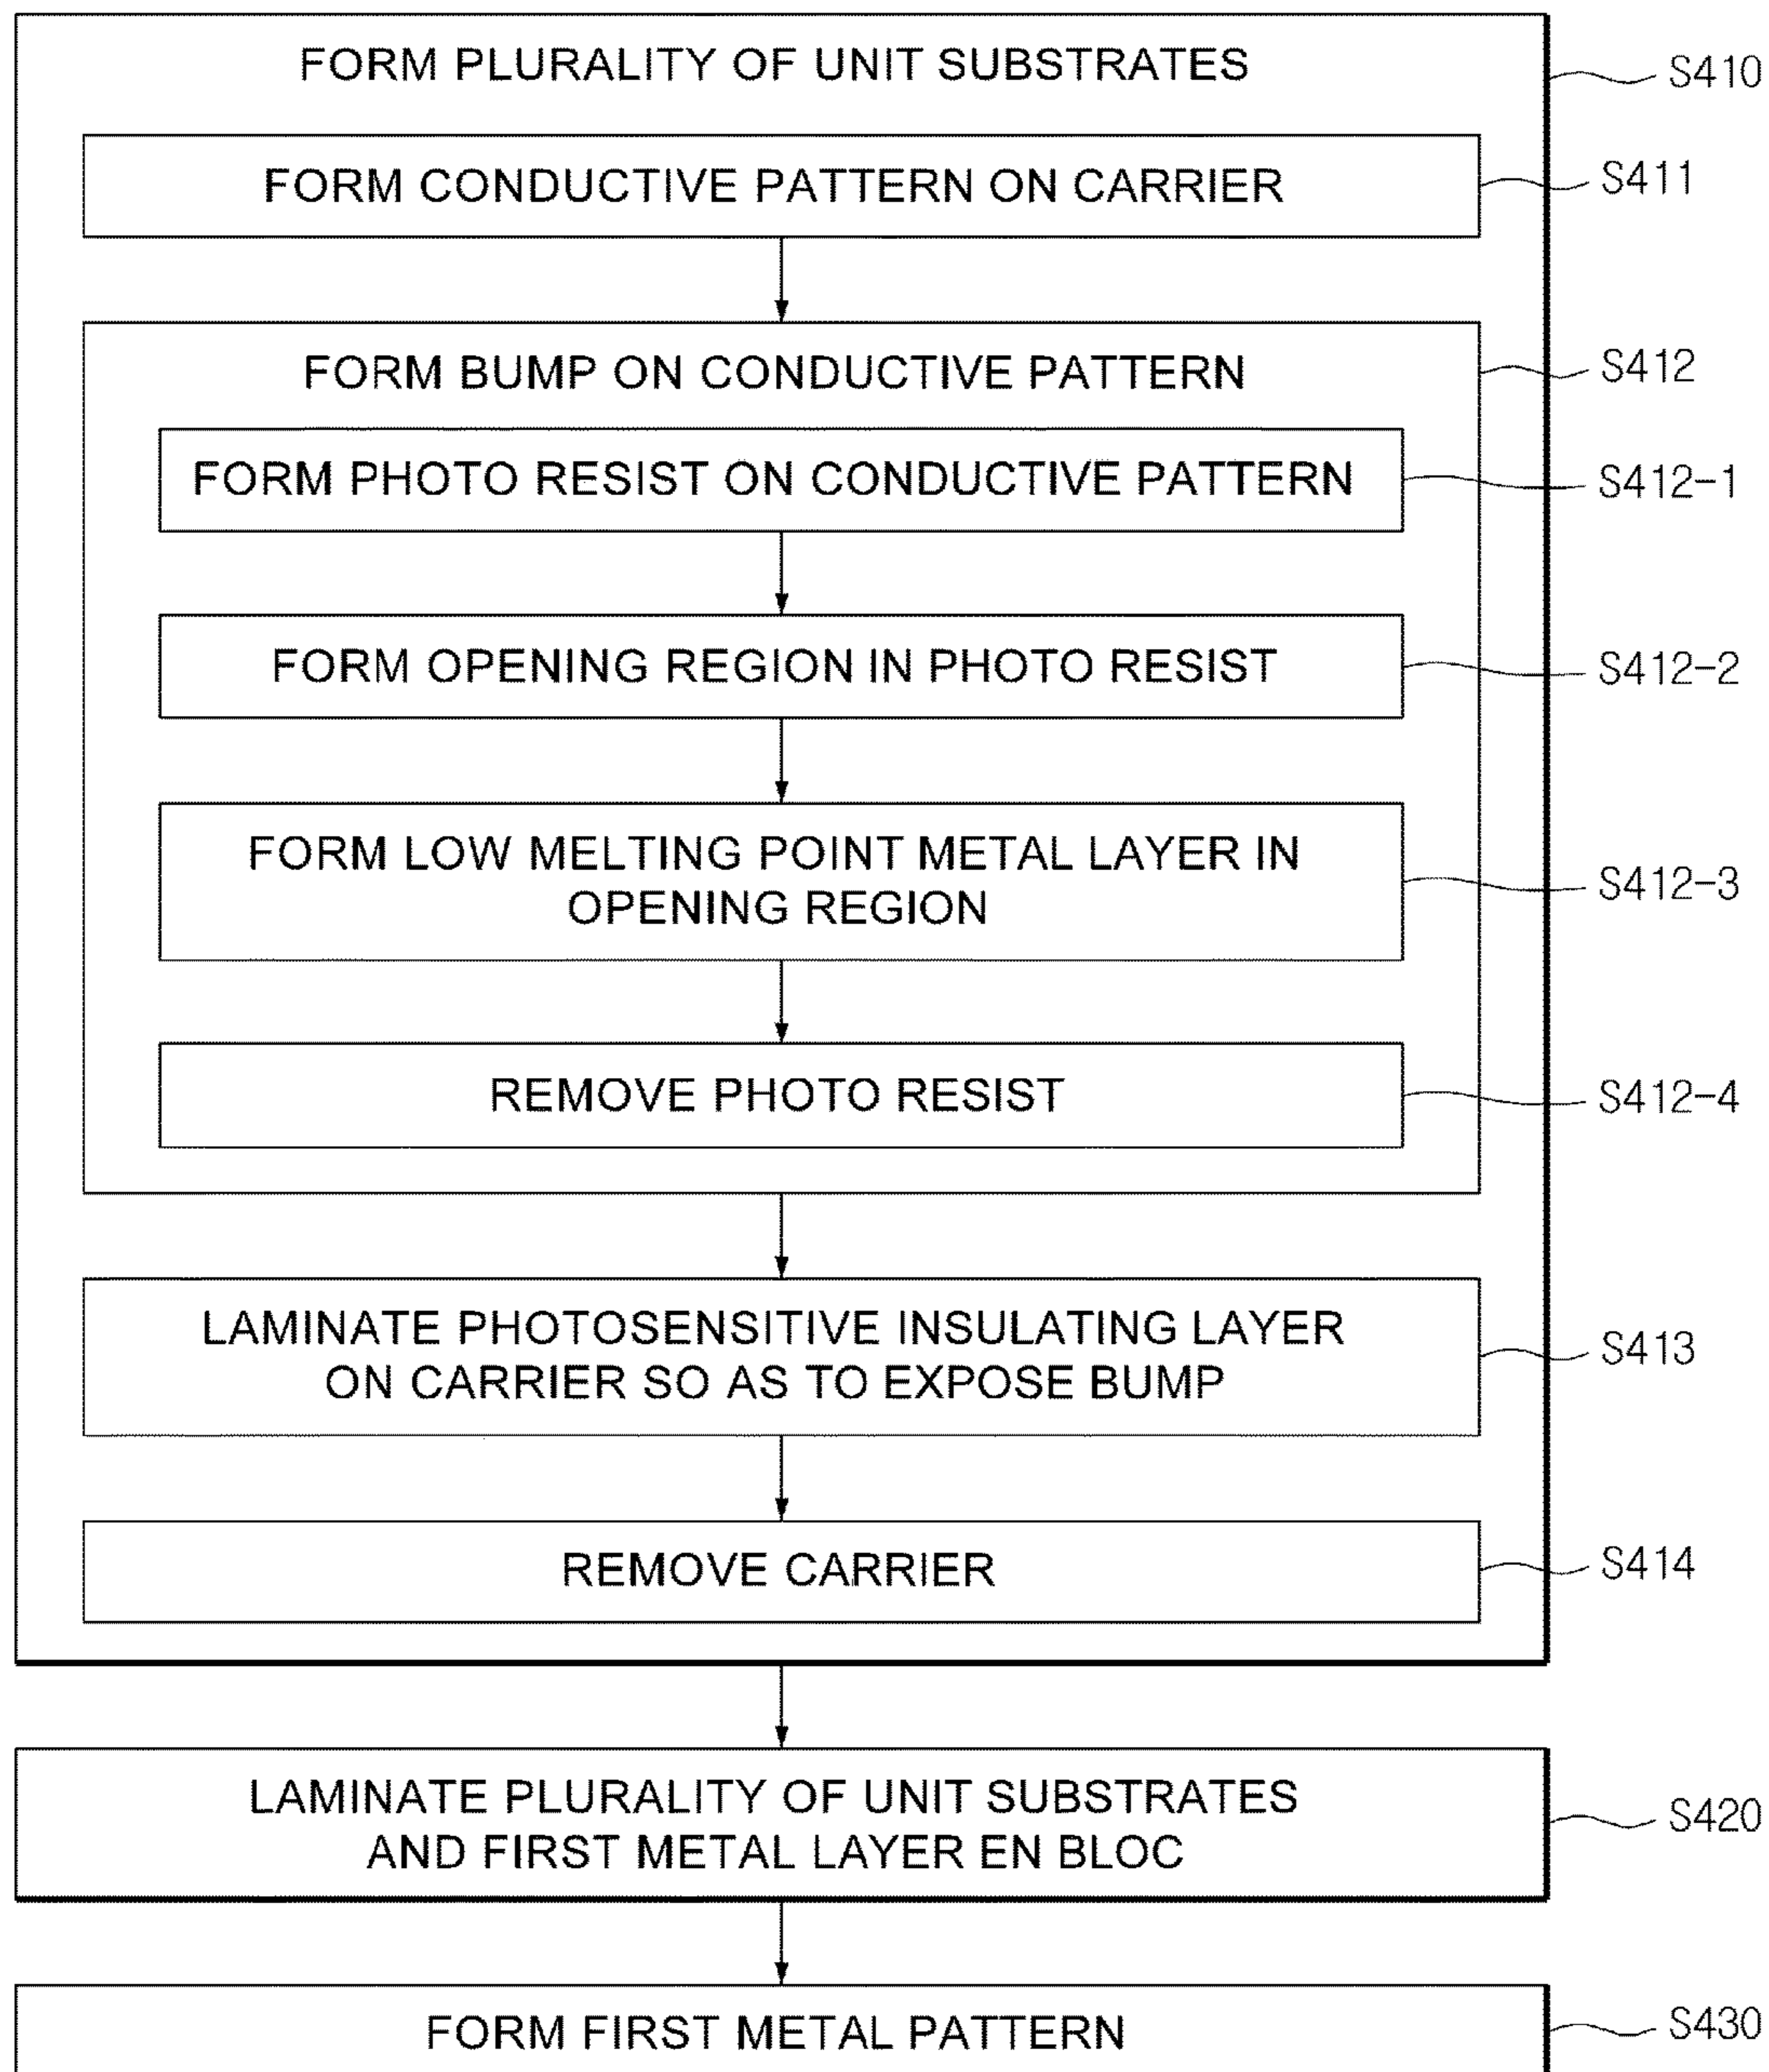 FORM PLURALITY OF UNIT SUBSTRATES
S410
FORM CONDUCTIVE PATTERN ON CARRIER
S411
FORM BUMP ON CONDUCTIVE PATTERN
S412
FORM PHOTO RESIST ON CONDUCTIVE PATTERN
S412-1
FORM OPENING REGION IN PHOTO RESIST
S412-2
FORM LOW MELTING POINT METAL LAYER IN
OPENING REGION
S412-3
REMOVE PHOTO RESIST
S412-4
LAMINATE PHOTOSENSITIVE INSULATING LAYER
ON CARRIER SO AS TO EXPOSE BUMP
S413
REMOVE CARRIER
S414
LAMINATE PLURALITY OF UNIT SUBSTRATES
AND FIRST METAL LAYER EN BLOC
S420
FORM FIRST METAL PATTERN
S430